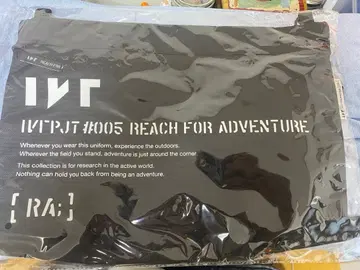 IVT
IVTPJT #005 REACH FOR ADVENTURE
Whenever you wear this uniform, experience the outdoors.
Wherever the field you stand, adventure is just around the corner
This collection is for research in the active world.
Nothing can hold you back from being an adventure.
[ RA; ]